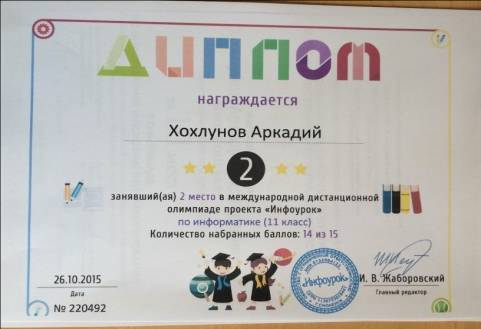 ДИПЛОМ
награждается
Хохлунов Аркадий
2
занявший(ая) 2 место в международной дистанционной
олимпиаде проекта «Инфоурок»
по информатике (11 класс)
Количество набранных баллов: 14 из 15
«Инфоурок»
26.10.2015
Дата
И. В. Жаборовский
Главный редактор
№ 220492